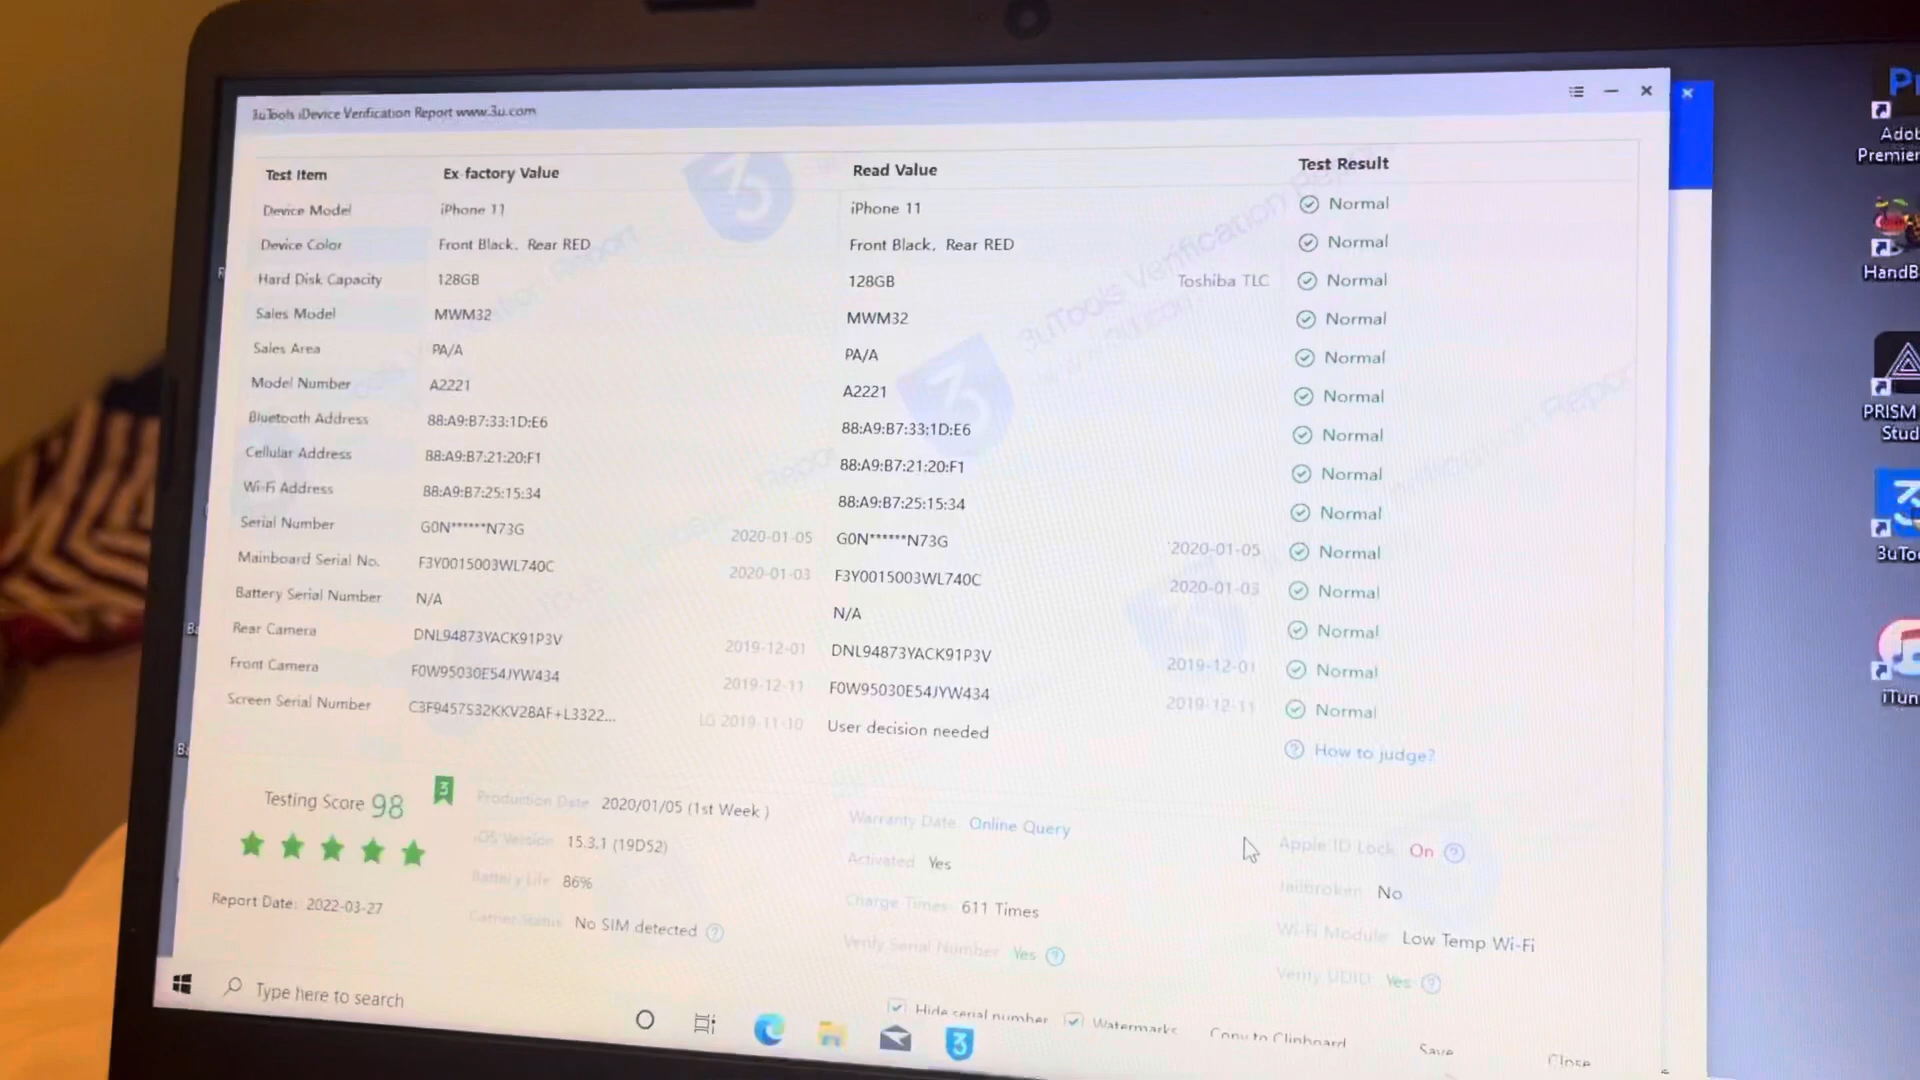 3uTools iDevice Verification Report www.3u.com
Test Item Ex-factory Value Read Value Test Result
Device Model iPhone 11 iPhone 11 Normal
Device Color Front Black, Rear RED Front Black, Rear RED Normal
Hard Disk Capacity 128GB 128GB Toshiba TLC Normal
Sales Model MWM32 MWM32 Normal
Sales Area PA/A PA/A Normal
Model Number A2221 A2221 Normal
Bluetooth Address 88:A9:B7:33:1D:E6 88:A9:B7:33:1D:E6 Normal
Cellular Address 88:A9:B7:21:20:F1 88:A9:B7:21:20:F1 Normal
Wi-Fi Address 88:A9:B7:25:15:34 88:A9:B7:25:15:34 Normal
Serial Number G0N******N73G 2020-01-05 G0N******N73G 2020-01-05 Normal
Mainboard Serial No. F3Y0015003WL740C 2020-01-03 F3Y0015003WL740C 2020-01-03 Normal
Battery Serial Number N/A N/A Normal
Rear Camera DNL94873YACK91P3V 2019-12-01 DNL94873YACK91P3V 2019-12-01 Normal
Front Camera F0W95030E54JYW434 2019-12-11 F0W95030E54JYW434 2019-12-11 Normal
Screen Serial Number C3F9457S32KKV28AF+L3322... LG 2019-11-10 User decision needed How to judge?
Testing Score 98 3
Production Date 2020/01/05 (1st Week ) Warranty Date Online Query Apple ID Lock On
iOS Version 15.3.1 (19D52) Activated Yes Jailbroken No
Battery Life 86% Charge Times 611 Times Wi-Fi Module Low Temp Wi-Fi
Report Date: 2022-03-27 Carrier Status No SIM detected Verify Serial Number Yes Verify UDID Yes
Hide serial number Watermarks Copy to Clipboard Save Close
Type here to search
3uTools Verification Report
Pr
Adob
Premier
HandB
PRISM
Stud
3uToo
iTun